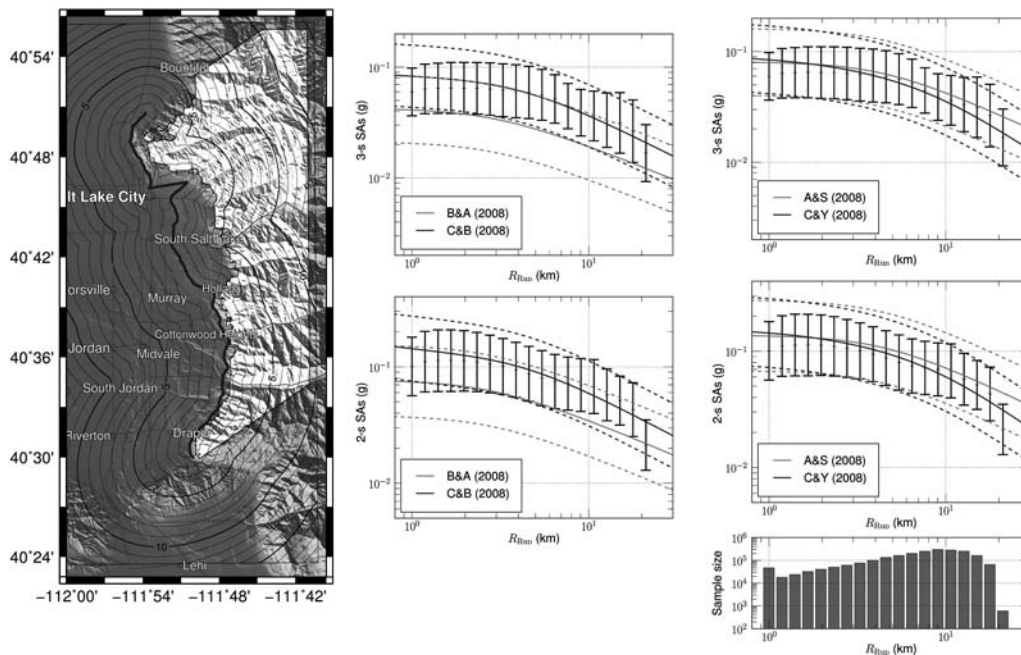 40°54'
40°48'
40°42'
40°36'
40°30'
40°24'
−112°00'
−111°54'
−111°48'
−111°42'
Bountiful
lt Lake City
South Salt Lake
Holladay
orsville
Murray
Cottonwood Heights
Jordan
Midvale
South Jordan
Riverton
Draper
Lehi
5
5
10
3-s SAs (g)
10⁻¹
10⁻²
B&A (2008)
C&B (2008)
10⁰
10¹
R_Rup (km)
3-s SAs (g)
10⁻¹
10⁻²
A&S (2008)
C&Y (2008)
10⁰
10¹
R_Rup (km)
2-s SAs (g)
10⁻¹
10⁻²
B&A (2008)
C&B (2008)
10⁰
10¹
R_Rup (km)
2-s SAs (g)
10⁻¹
10⁻²
A&S (2008)
C&Y (2008)
10⁰
10¹
R_Rup (km)
Sample size
10⁶
10⁵
10⁴
10³
10²
10⁰
10¹
R_Rup (km)